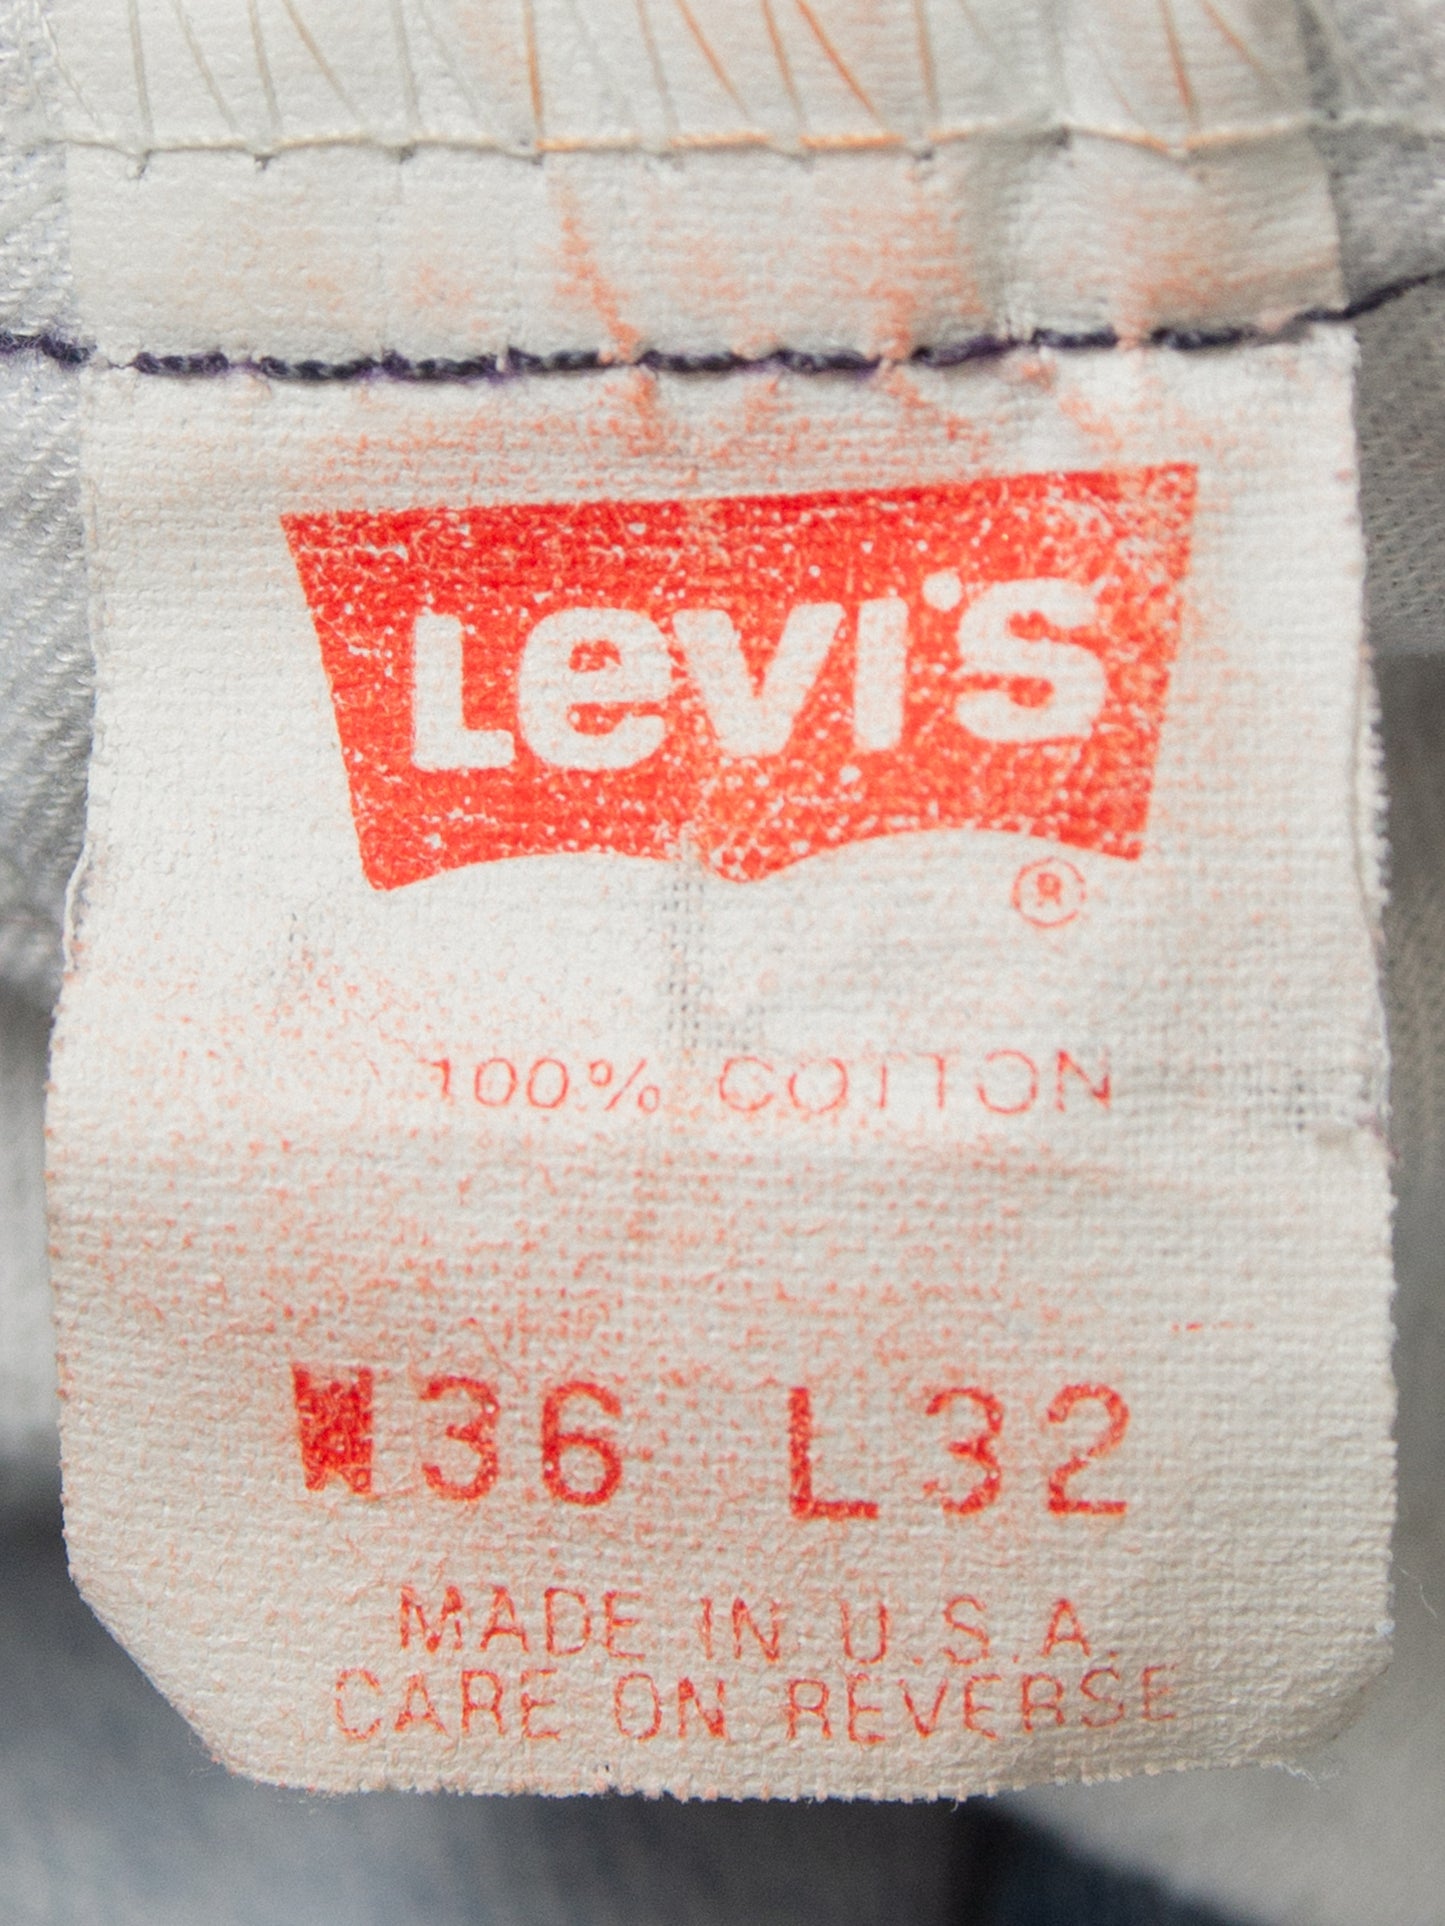 Levi's
®
100% COTTON
W36 L32
MADE IN U.S.A.
CARE ON REVERSE